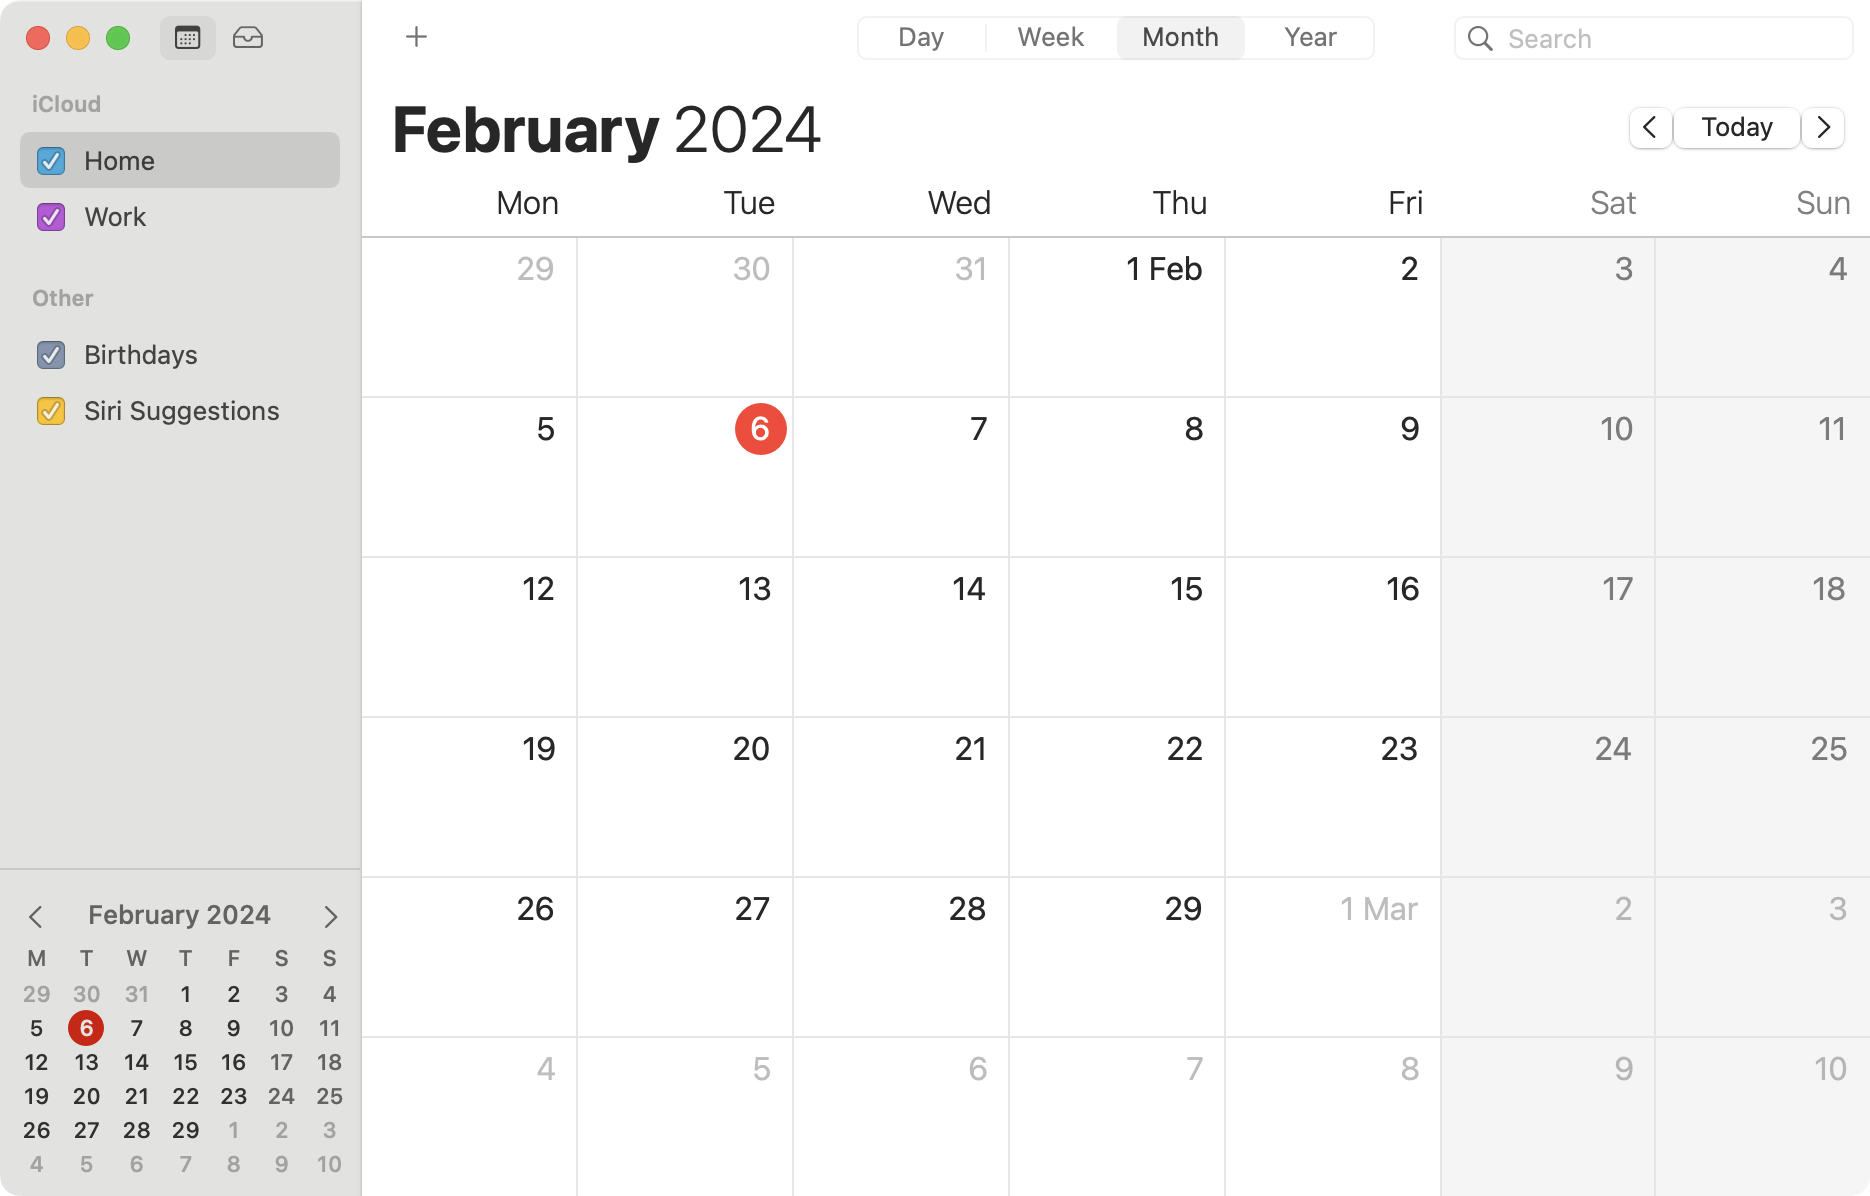 Day Week Month Year Search
iCloud
Home
Work
Other
Birthdays
Siri Suggestions
February 2024
M T W T F S S
29 30 31 1 2 3 4
5 6 7 8 9 10 11
12 13 14 15 16 17 18
19 20 21 22 23 24 25
26 27 28 29 1 2 3
4 5 6 7 8 9 10
February 2024
Today
Mon Tue Wed Thu Fri Sat Sun
29 30 31 1 Feb 2 3 4
5 6 7 8 9 10 11
12 13 14 15 16 17 18
19 20 21 22 23 24 25
26 27 28 29 1 Mar 2 3
4 5 6 7 8 9 10